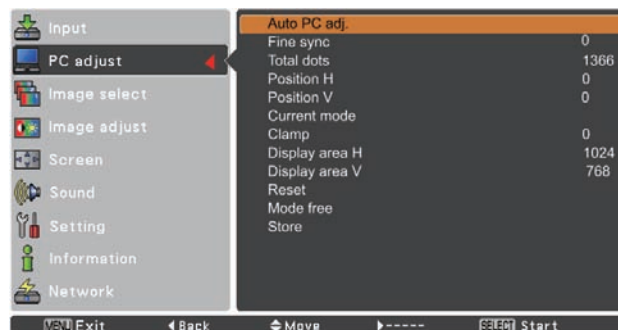 Input
PC adjust
Image select
Image adjust
Screen
Sound
Setting
Information
Network
Auto PC adj.
Fine sync 0
Total dots 1366
Position H 0
Position V 0
Current mode
Clamp 0
Display area H 1024
Display area V 768
Reset
Mode free
Store
MENU Exit Back Move ----- SELECT Start